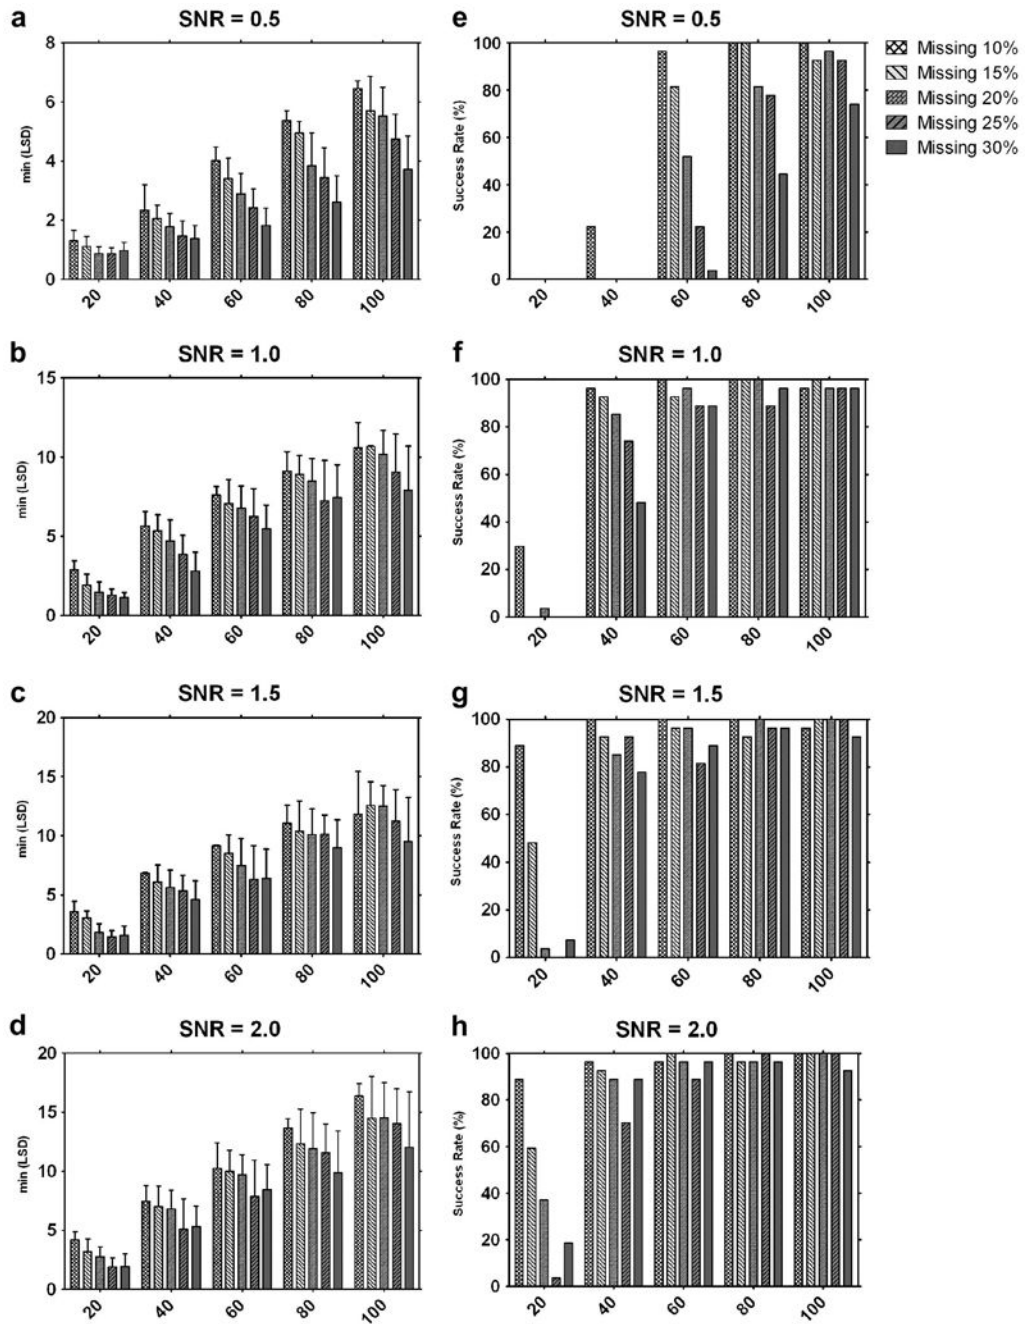 a
SNR = 0.5
8
6
4
2
0
min (LSD)
20
40
60
80
100
e
SNR = 0.5
100
80
60
40
20
0
Success Rate (%)
20
40
60
80
100
Missing 10%
Missing 15%
Missing 20%
Missing 25%
Missing 30%
b
SNR = 1.0
15
10
5
0
min (LSD)
20
40
60
80
100
f
SNR = 1.0
100
80
60
40
20
0
Success Rate (%)
20
40
60
80
100
c
SNR = 1.5
20
15
10
5
0
min (LSD)
20
40
60
80
100
g
SNR = 1.5
100
80
60
40
20
0
Success Rate (%)
20
40
60
80
100
d
SNR = 2.0
20
15
10
5
0
min (LSD)
20
40
60
80
100
h
SNR = 2.0
100
80
60
40
20
0
Success Rate (%)
20
40
60
80
100